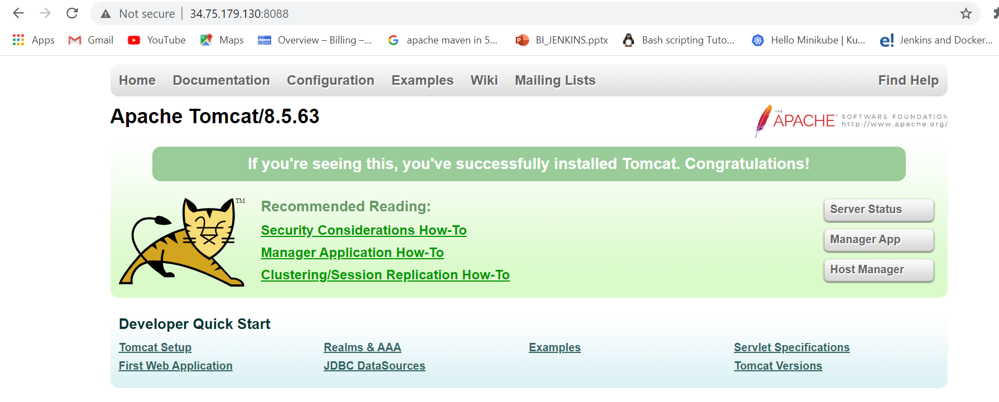 Not secure 34.75.179.130:8088
Apps Gmail YouTube Maps Overview – Billing –... apache maven in 5... BI_JENKINS.pptx Bash scripting Tuto... Hello Minikube | Ku... Jenkins and Docker...
Home Documentation Configuration Examples Wiki Mailing Lists Find Help
Apache Tomcat/8.5.63
THE APACHE® SOFTWARE FOUNDATION
http://www.apache.org/
If you're seeing this, you've successfully installed Tomcat. Congratulations!
TM
Recommended Reading:
Security Considerations How-To
Manager Application How-To
Clustering/Session Replication How-To
Server Status
Manager App
Host Manager
Developer Quick Start
Tomcat Setup Realms & AAA Examples Servlet Specifications
First Web Application JDBC DataSources Tomcat Versions